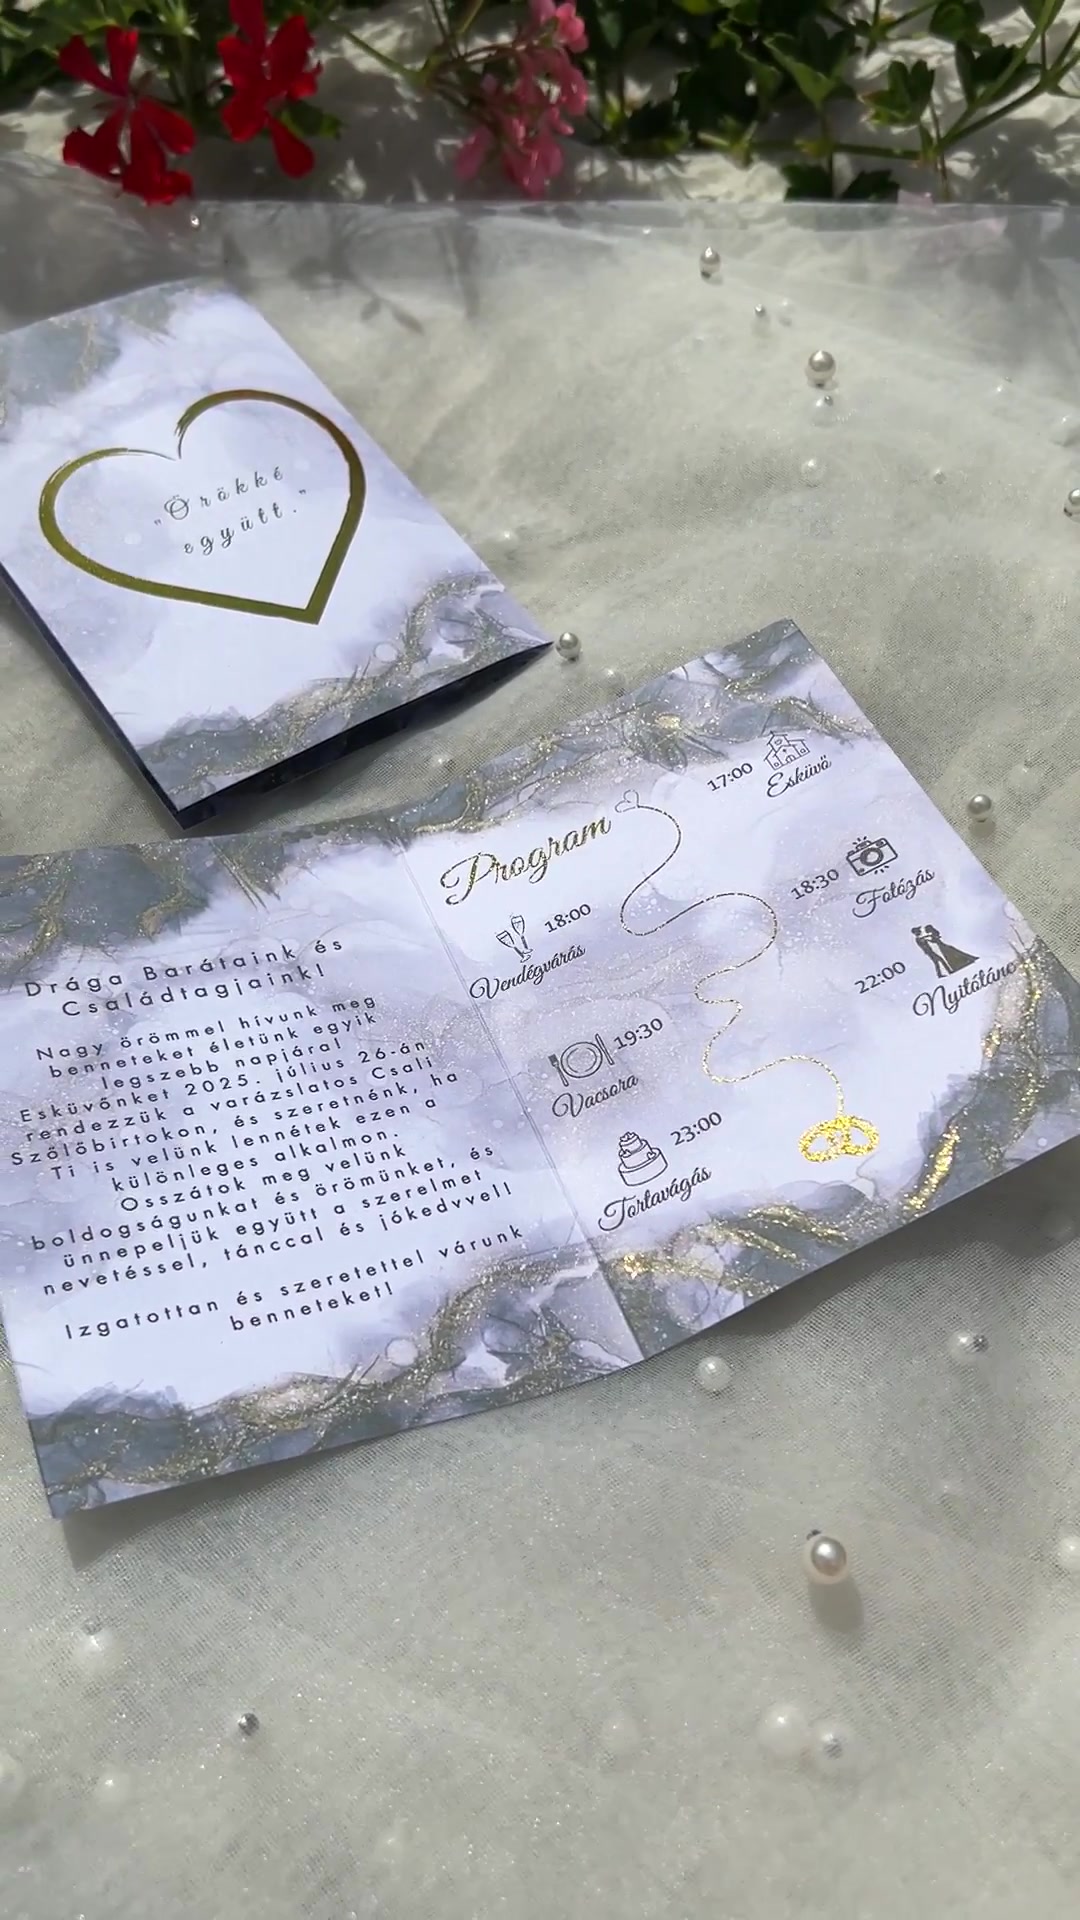 "Örökké
együtt."
Drága Barátaink és
Családtagjaink!
Nagy örömmel hívunk meg
benneteket életünk egyik
legszebb napjára!
Esküvőnket 2025. július 26-án
rendezzük a varázslatos Csali
Szőlőbirtokon, és szeretnénk, ha
Ti is velünk lennétek ezen a
különleges alkalmon.
Osszátok meg velünk
boldogságunkat és örömünket, és
ünnepeljük együtt a szerelmet
nevetéssel, tánccal és jókedvvel!
Izgatottan és szeretettel várunk
benneteket!
Program
17:00
Esküvő
18:00
Vendégvárás
18:30
Fotózás
19:30
Vacsora
22:00
Nyitótánc
23:00
Tortavágás